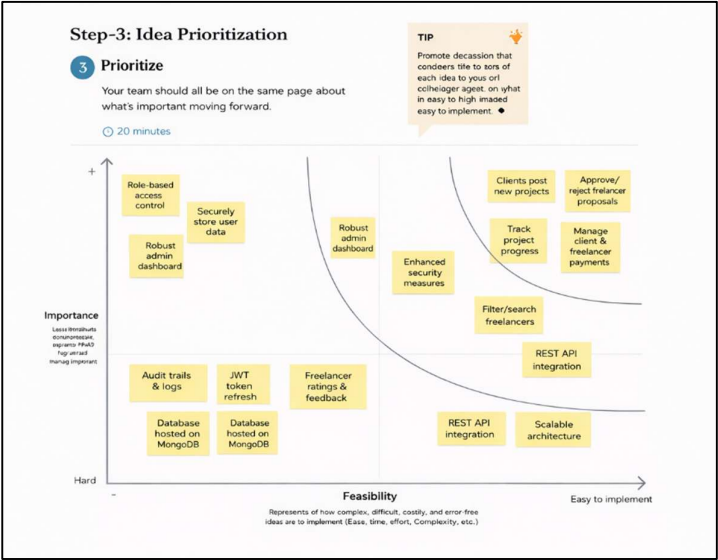 Step-3: Idea Prioritization
3 Prioritize
Your team should all be on the same page about
what's important moving forward.
20 minutes
TIP
Promote decassion that
condeers tile to aors of
each idea to yous orl
agent. on what
in easy to high imaded
easy to implement.
+
Role-based
access
control
Securely
store user
data
Robust
admin
dashboard
Robust
admin
dashboard
Enhanced
security
measures
Clients post
new projects
Approve/
reject frelancer
proposals
Track
project
progress
Manage
client &
freelancer
payments
Filter/search
freelancers
REST API
integration
Importance
Audit trails
& logs
JWT
token
refresh
Freelancer
ratings &
feedback
Database
hosted on
MongoDB
Database
hosted on
MongoDB
REST API
integration
Scalable
architecture
Hard
-
Feasibility
Easy to implement
Represents of how complex, difficult, costily, and error-free
ideas are to implement (Ease, time, effort, Complexity, etc.)